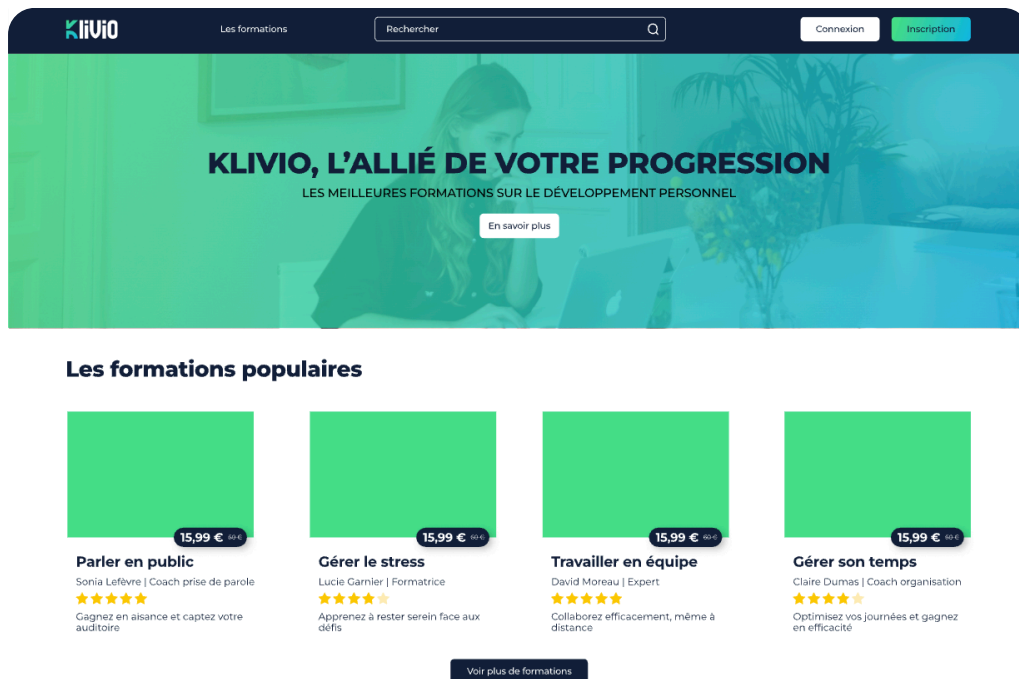 Klivio
Les formations
Rechercher
Connexion
Inscription
KLIVIO, L’ALLIÉ DE VOTRE PROGRESSION
LES MEILLEURES FORMATIONS SUR LE DÉVELOPPEMENT PERSONNEL
En savoir plus
Les formations populaires
15,99 € 60 €
Parler en public
Sonia Lefèvre | Coach prise de parole
Gagnez en aisance et captez votre
auditoire
15,99 € 60 €
Gérer le stress
Lucie Garnier | Formatrice
Apprenez à rester serein face aux
défis
15,99 € 60 €
Travailler en équipe
David Moreau | Expert
Collaborez efficacement, même à
distance
15,99 € 60 €
Gérer son temps
Claire Dumas | Coach organisation
Optimisez vos journées et gagnez
en efficacité
Voir plus de formations